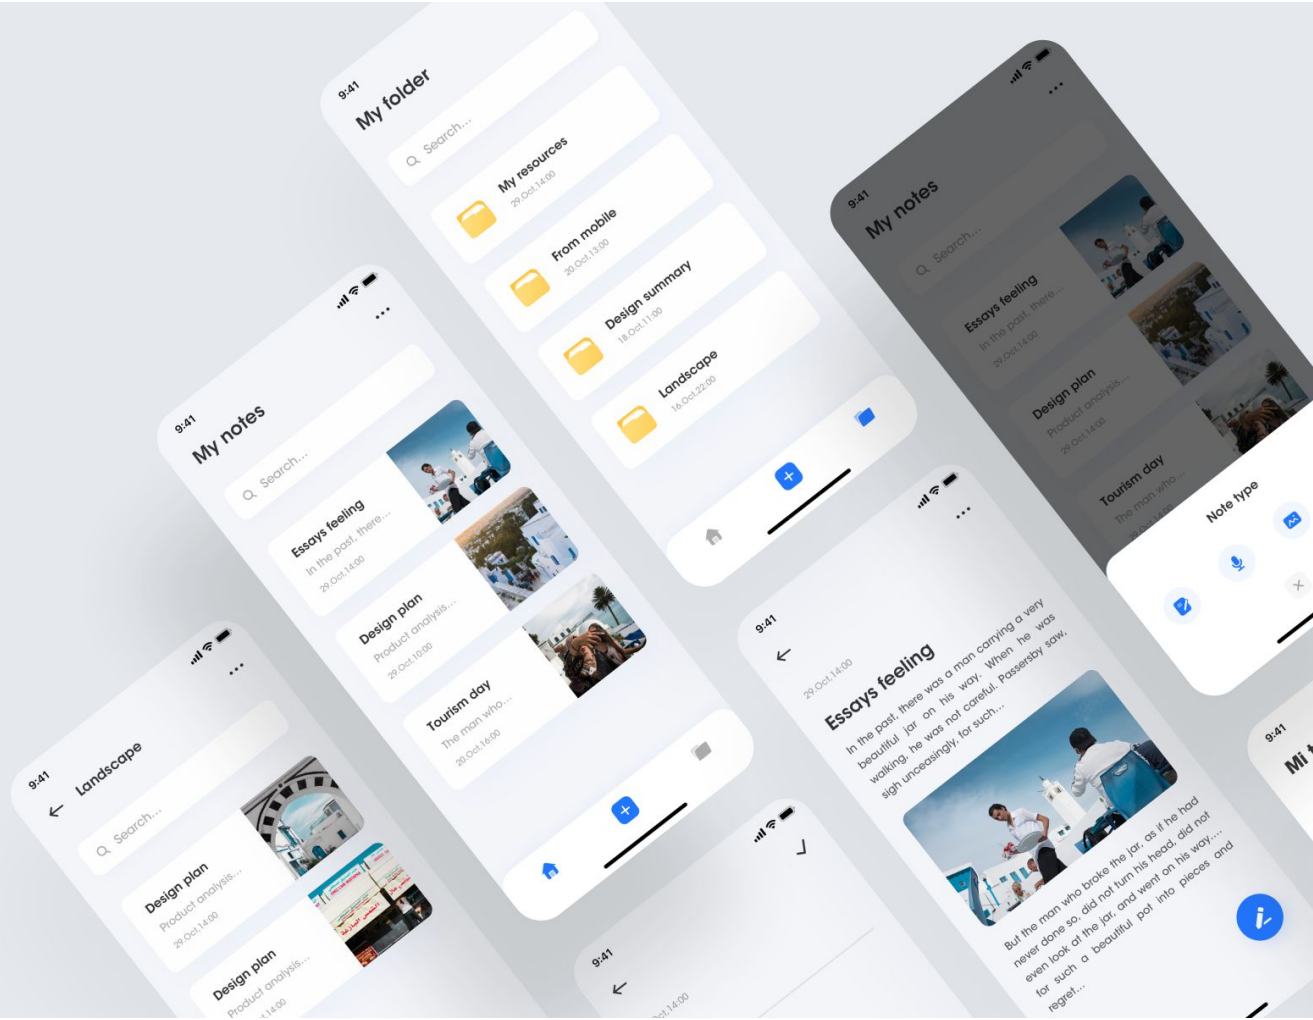 9:41
My folder
Search...
My resources
29.Oct.14:00
From mobile
20.Oct.13:00
Design summary
18.Oct.11:00
Landscape
16.Oct.22:00
9:41
My notes
Search...
Essays feeling
In the past, there...
29.Oct.14:00
Design plan
Product analysis...
29.Oct.10:00
Tourism day
The man who...
20.Oct.16:00
9:41
Landscape
Search...
Design plan
Product analysis...
29.Oct.14:00
Design plan
Product analysis...
29.Oct.14:00
9:41
My notes
Search...
Essays feeling
In the past, there...
29.Oct.14:00
Design plan
Product analysis...
29.Oct.14:00
Tourism day
The man who...
Note type
9:41
29.Oct.14:00
Essays feeling
In the past, there was a man carrying a very
beautiful jar on his way. When he was
walking, he was not careful. Passersby saw,
sigh unceasingly, for such...
But the man who broke the jar, as if he had
never done so, did not turn his head, did not
even look at the jar, and went on his way....
for such a beautiful pot into pieces and
regret...
9:41
14:00
9:41
Mi